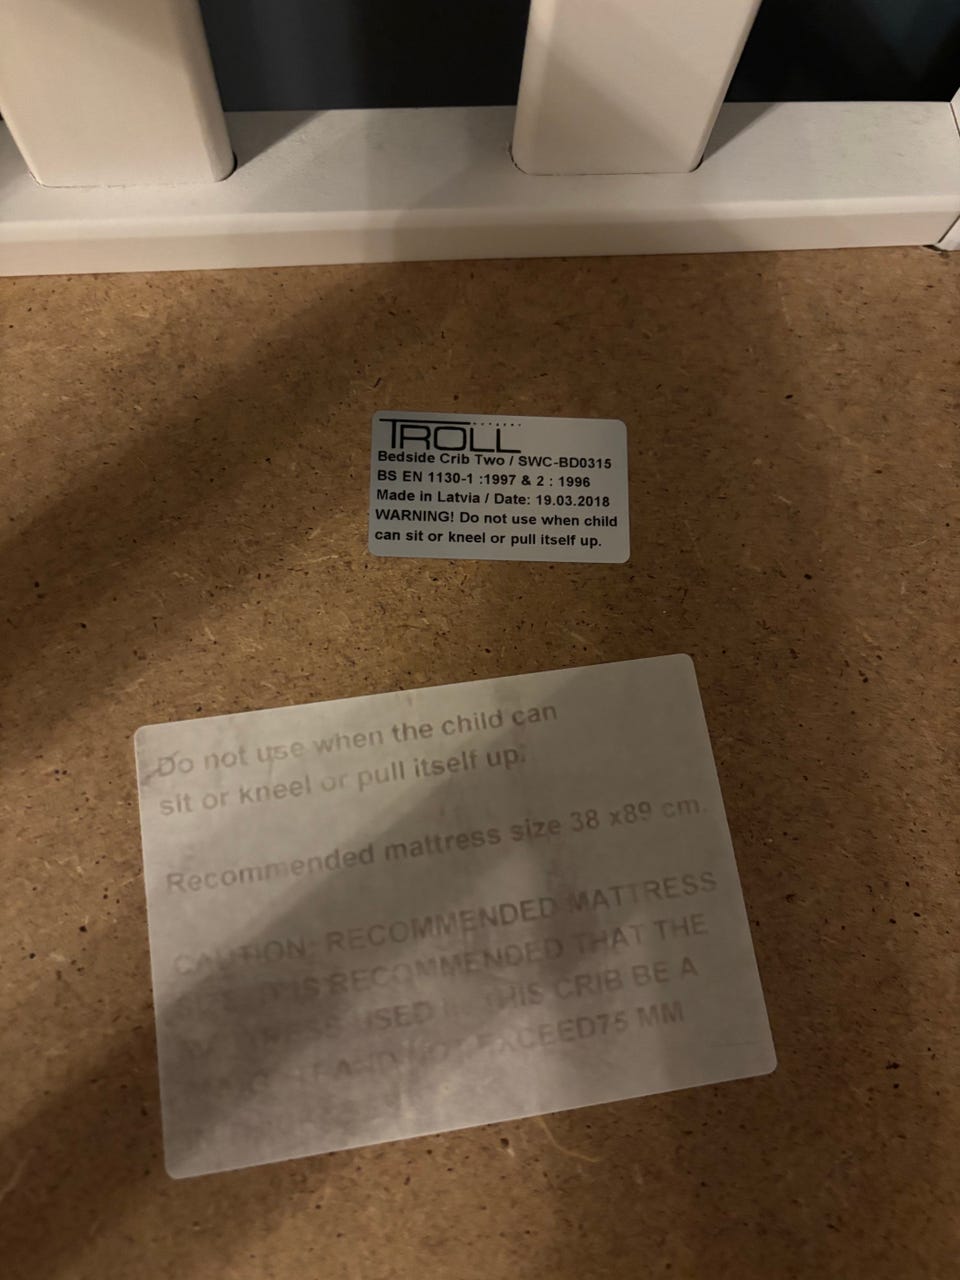 TROLL
Bedside Crib Two / SWC-BD0315
BS EN 1130-1 :1997 & 2 : 1996
Made in Latvia / Date: 19.03.2018
WARNING! Do not use when child
can sit or kneel or pull itself up.
Do not use when the child can
sit or kneel or pull itself up.
Recommended mattress size 38 x89 cm.
CAUTION: RECOMMENDED MATTRESS
IS RECOMMENDED THAT THE
USED THIS CRIB BE A
EXCEED75 MM